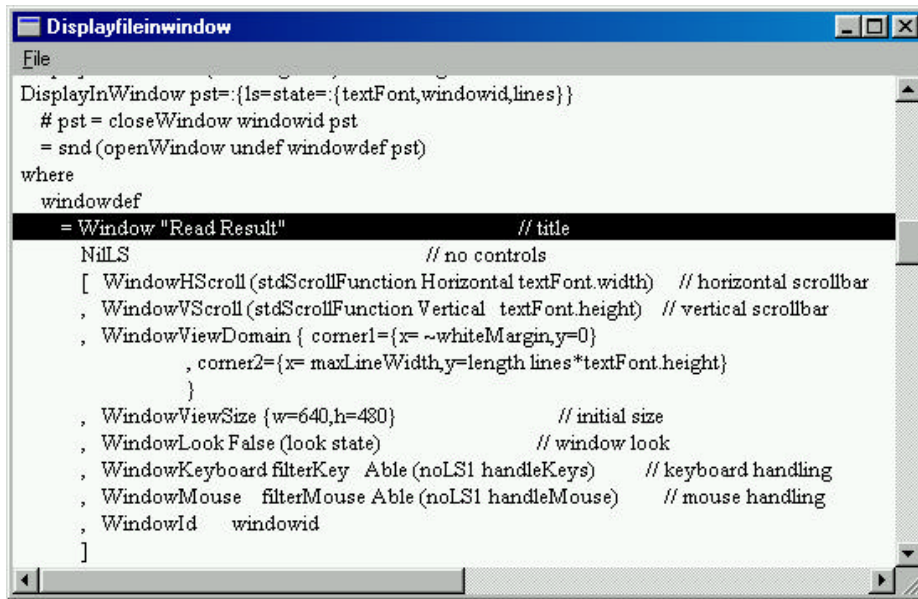 Displayfileinwindow
File
DisplayInWindow pst=:{ls=state=:{textFont,windowid,lines}}
# pst = closeWindow windowid pst
= snd (openWindow undef windowdef pst)
where
windowdef
= Window "Read Result" // title
NilLS // no controls
[ WindowHScroll (stdScrollFunction Horizontal textFont.width) // horizontal scrollbar
, WindowVScroll (stdScrollFunction Vertical textFont.height) // vertical scrollbar
, WindowViewDomain { corner1={x= ~whiteMargin,y=0}
, corner2={x= maxLineWidth,y=length lines*textFont.height}
}
, WindowViewSize {w=640,h=480} // initial size
, WindowLook False (look state) // window look
, WindowKeyboard filterKey Able (noLS1 handleKeys) // keyboard handling
, WindowMouse filterMouse Able (noLS1 handleMouse) // mouse handling
, WindowId windowid
]